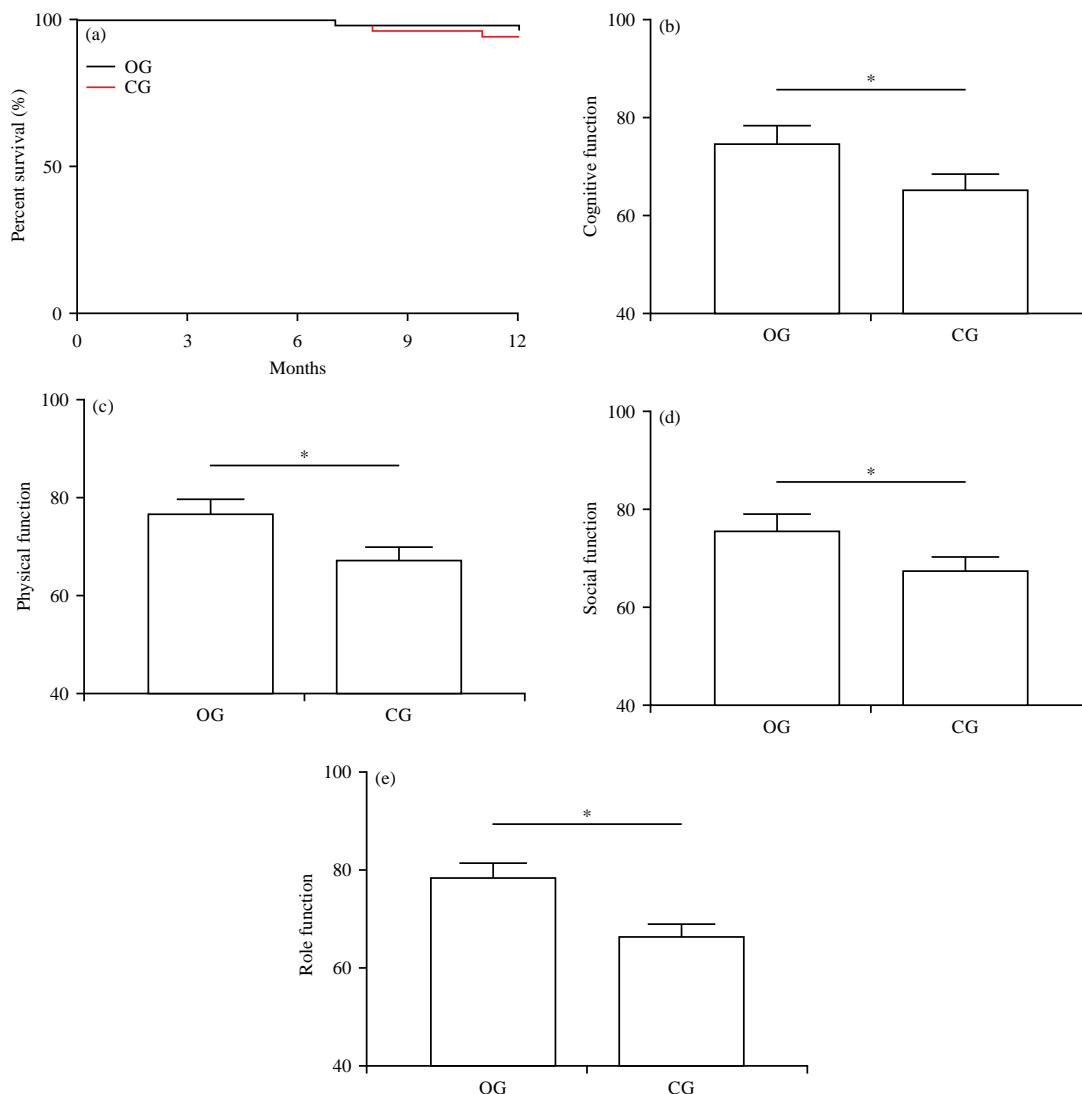 (a)
OG
CG
Percent survival (%)
100
50
0
0 3 6 9 12
Months
(b)
Cognitive function
100
80
60
40
*
OG CG
(c)
Physical function
100
80
60
40
*
OG CG
(d)
Social function
100
80
60
40
*
OG CG
(e)
Role function
100
80
60
40
*
OG CG